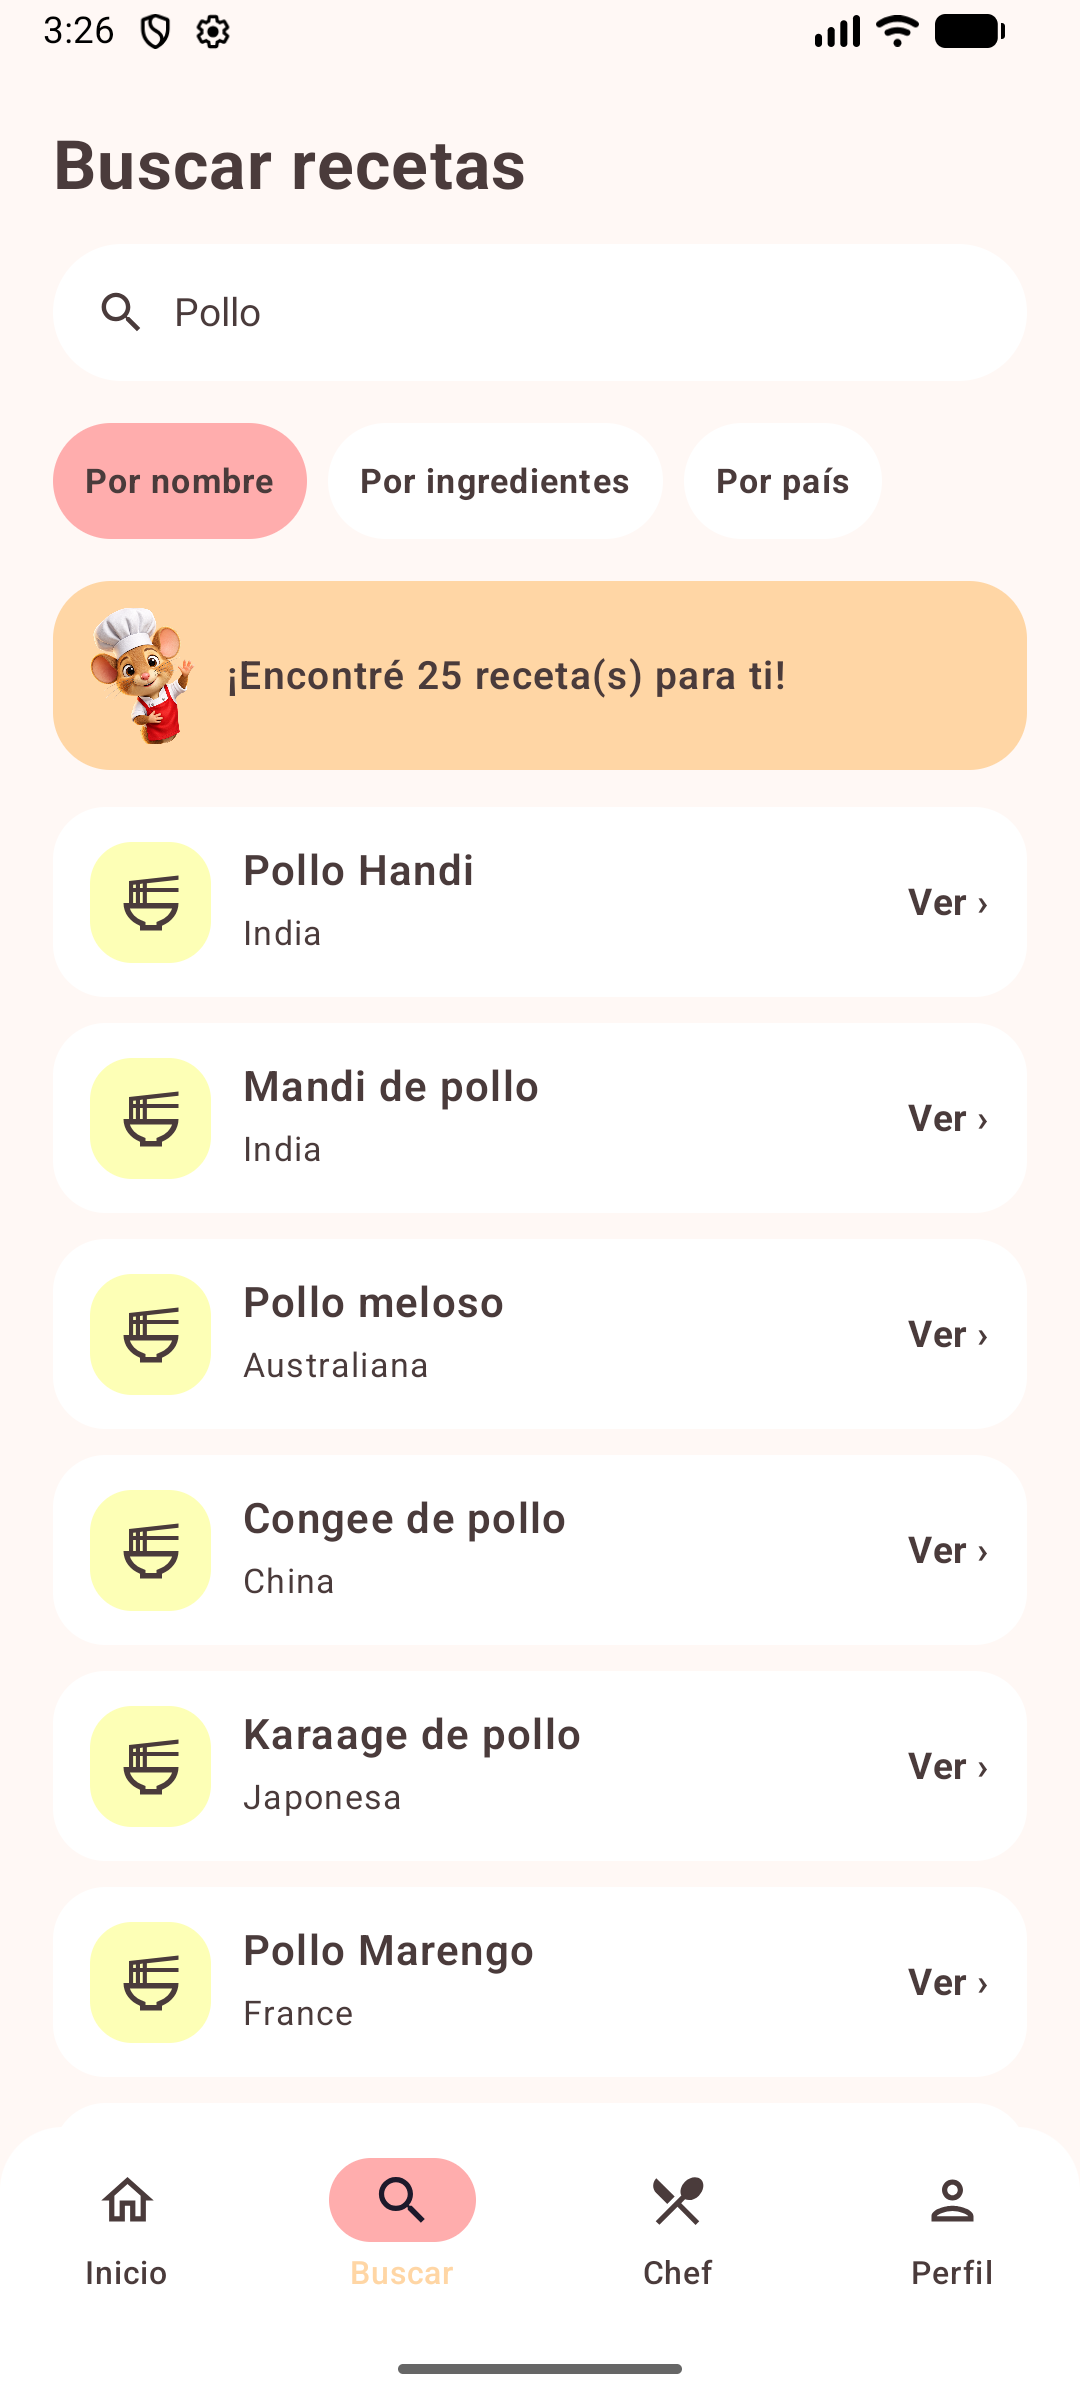 3:26
Buscar recetas
Pollo
Por nombre Por ingredientes Por país
¡Encontré 25 receta(s) para ti!
Pollo Handi
India
Ver ›
Mandi de pollo
India
Ver ›
Pollo meloso
Australiana
Ver ›
Congee de pollo
China
Ver ›
Karaage de pollo
Japonesa
Ver ›
Pollo Marengo
France
Ver ›
Inicio Buscar Chef Perfil